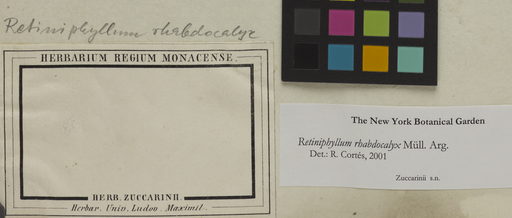 Retiniphyllum rhabdocalyx
HERBARIUM REGIUM MONACENSE.
HERB. ZUCCARINII.
Herbar. Univ. Ludov. Maximil.
The New York Botanical Garden
Retiniphyllum rhabdocalyx Müll. Arg.
Det.: R. Cortés, 2001
Zuccarinii s.n.